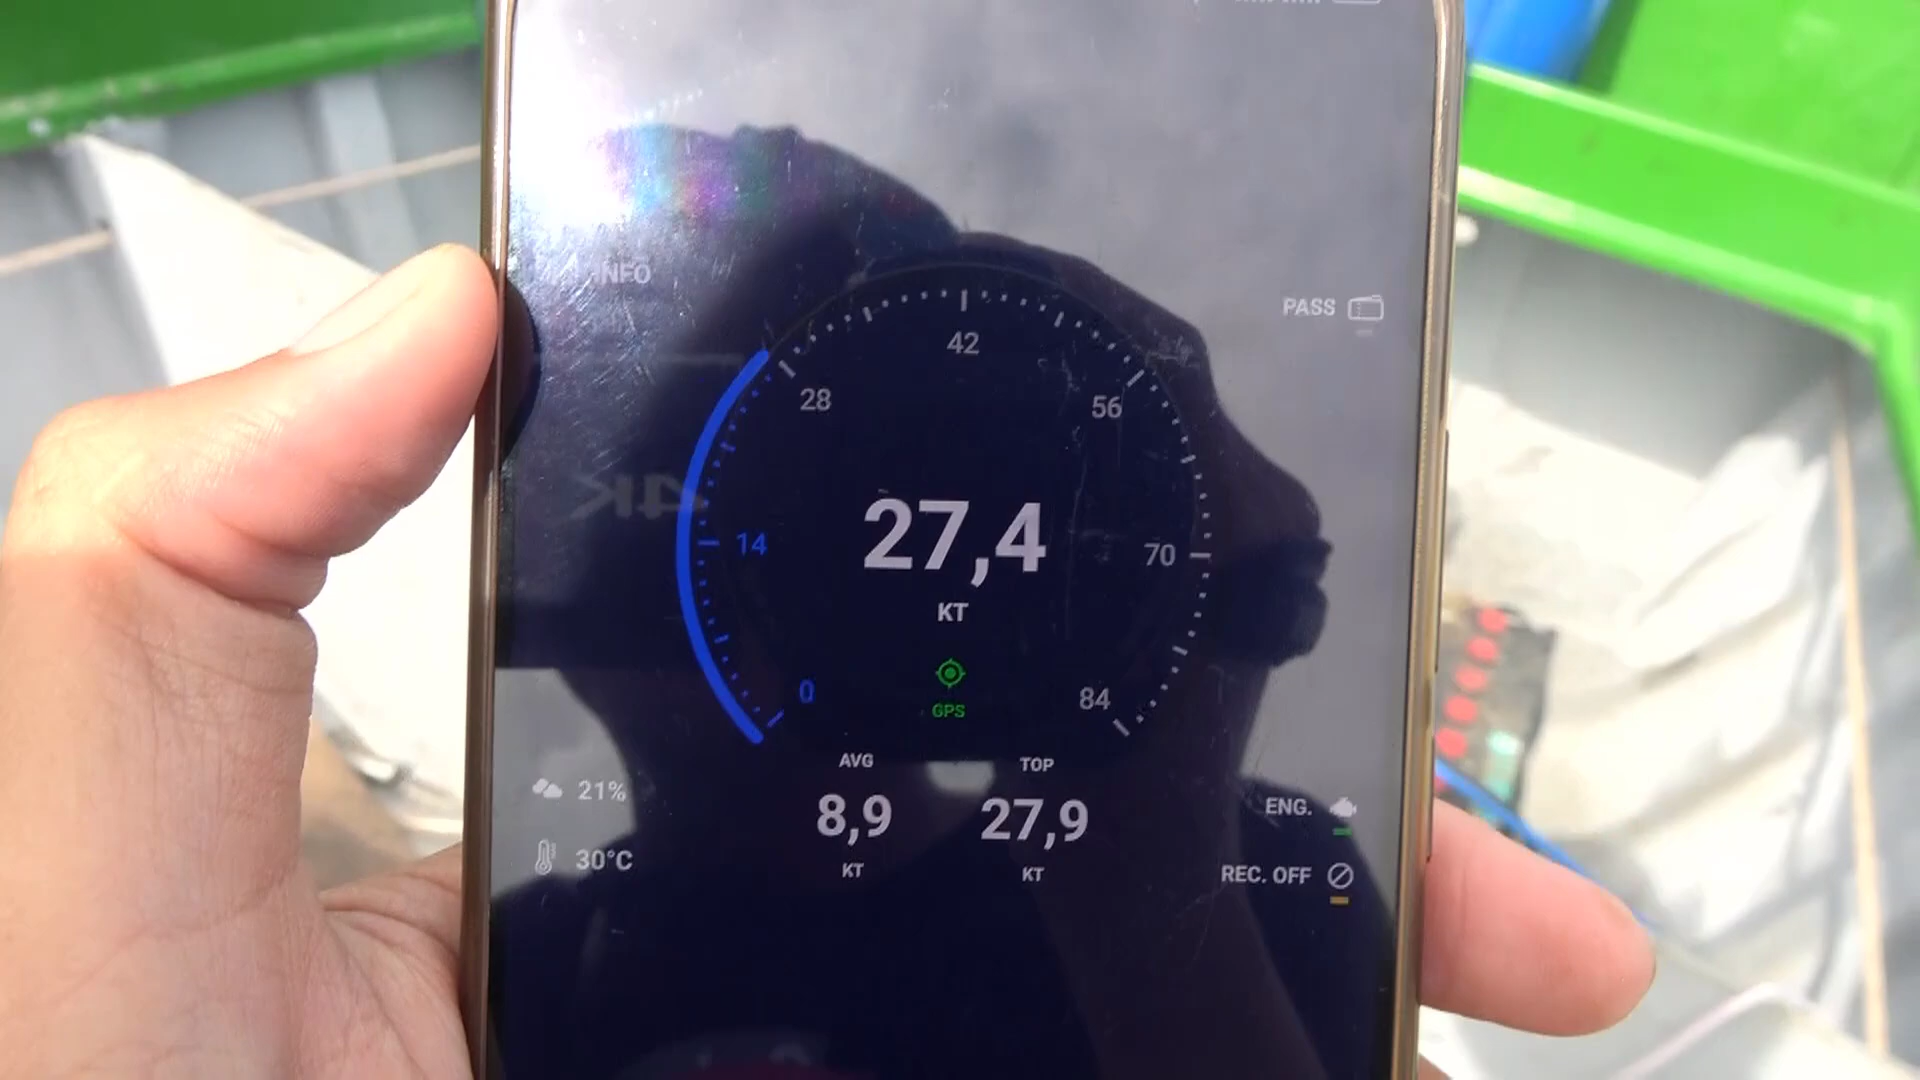 INFO
PASS
42
28
56
4K
27,4
14
70
KT
0
84
GPS
AVG
TOP
21%
8,9
27,9
ENG.
30°C
KT
KT
REC. OFF